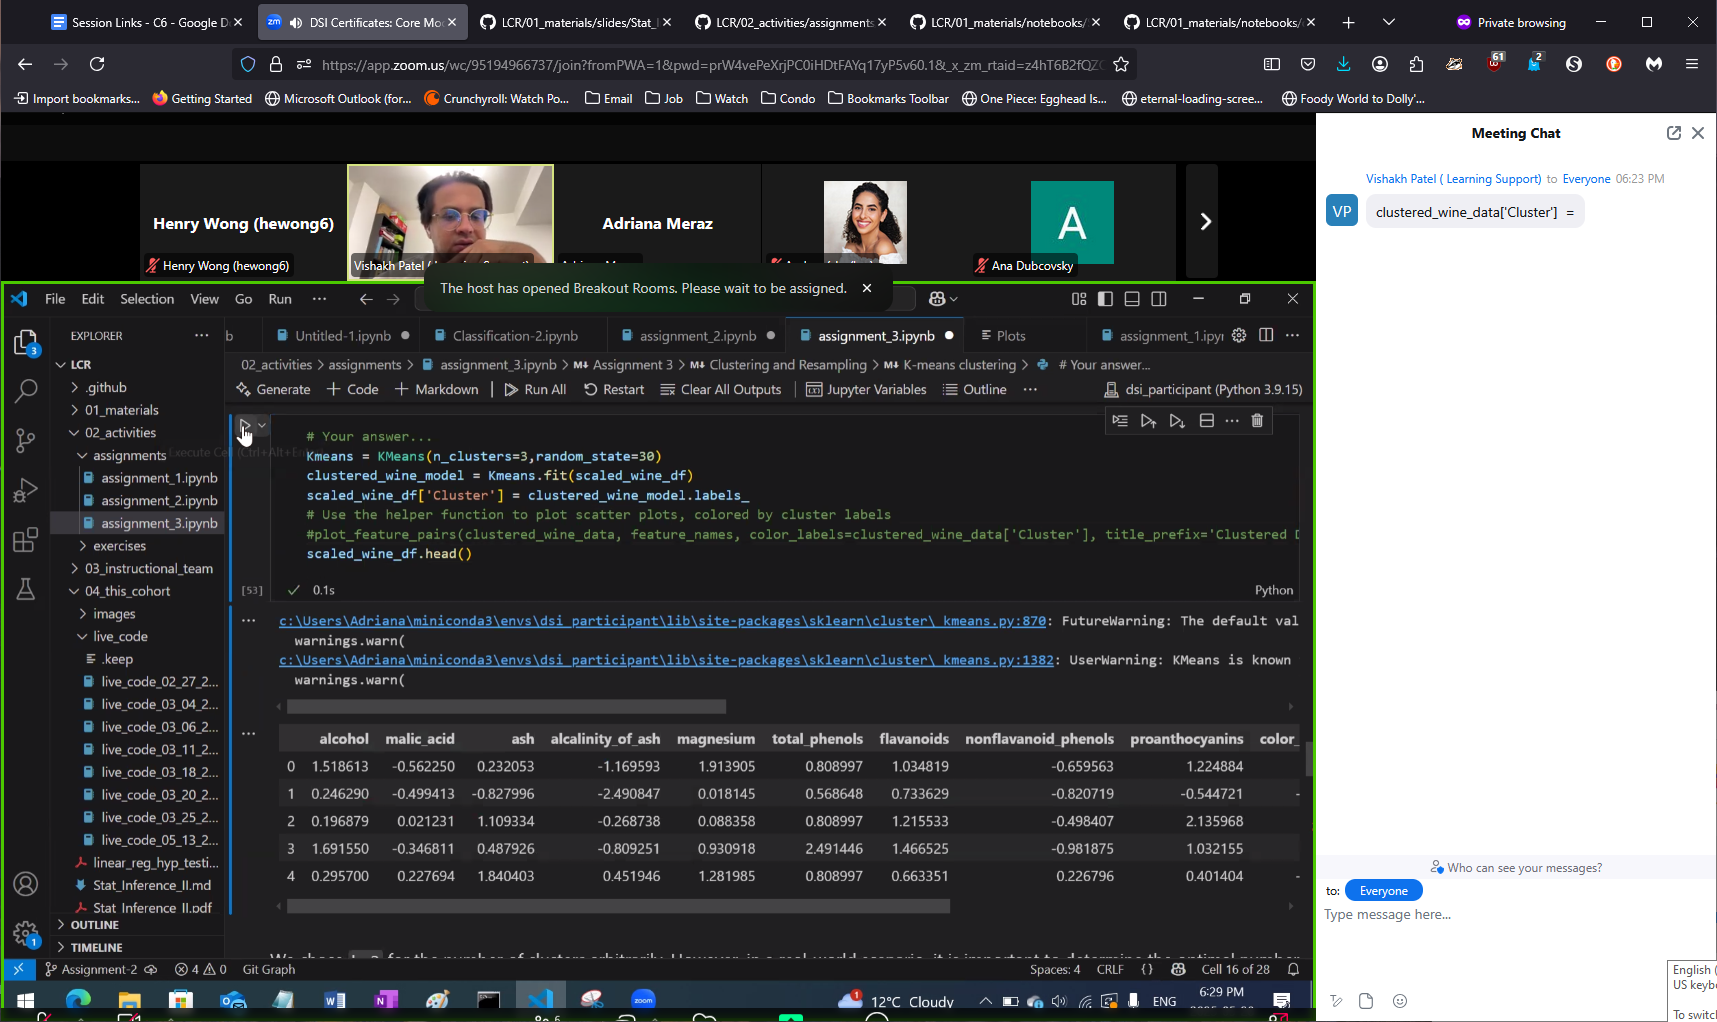 Session Links - C6 - Google D
DSI Certificates: Core Mo
LCR/01_materials/slides/Stat_
LCR/02_activities/assignments
LCR/01_materials/notebooks/
LCR/01_materials/notebooks/
Private browsing
https://app.zoom.us/wc/95194966737/join?fromPWA=1&pwd=prW4vePeXrjPC0iHDtFAYq17yP5v60.1&_x_zm_rtaid=z4hT6B2fQZC
61
2
Import bookmarks...
Getting Started
Microsoft Outlook (for...
Crunchyroll: Watch Po...
Email
Job
Watch
Condo
Bookmarks Toolbar
One Piece: Egghead Is...
eternal-loading-scree...
Foody World to Dolly'...
Meeting Chat
Vishakh Patel ( Learning Support) to Everyone 06:23 PM
VP
clustered_wine_data['Cluster'] =
Henry Wong (hewong6)
Henry Wong (hewong6)
Vishakh Patel
Adriana Meraz
A
Ana Dubcovsky
The host has opened Breakout Rooms. Please wait to be assigned.
File Edit Selection View Go Run ...
EXPLORER
Untitled-1.ipynb
Classification-2.ipynb
assignment_2.ipynb
assignment_3.ipynb
Plots
assignment_1.ipyr
02_activities > assignments > assignment_3.ipynb > M↓ Assignment 3 > M↓ Clustering and Resampling > M↓ K-means clustering > # Your answer...
Generate + Code + Markdown Run All Restart Clear All Outputs Jupyter Variables Outline ...
dsi_participant (Python 3.9.15)
3
LCR
.github
01_materials
02_activities
assignments
assignment_1.ipynb
assignment_2.ipynb
assignment_3.ipynb
exercises
03_instructional_team
04_this_cohort
images
live_code
.keep
live_code_02_27_2...
live_code_03_04_2...
live_code_03_06_2...
live_code_03_11_2...
live_code_03_18_2...
live_code_03_20_2...
live_code_03_25_2...
live_code_05_13_2...
linear_reg_hyp_testi...
Stat_Inference_II.md
Stat_Inference_II.pdf
OUTLINE
TIMELINE
1
# Your answer...
Kmeans = KMeans(n_clusters=3,random_state=30)
clustered_wine_model = Kmeans.fit(scaled_wine_df)
scaled_wine_df['Cluster'] = clustered_wine_model.labels_
# Use the helper function to plot scatter plots, colored by cluster labels
#plot_feature_pairs(clustered_wine_data, feature_names, color_labels=clustered_wine_data['Cluster'], title_prefix='Clustered D
scaled_wine_df.head()
[53] 0.1s Python
c:\Users\Adriana\miniconda3\envs\dsi_participant\lib\site-packages\sklearn\cluster\_kmeans.py:870: FutureWarning: The default val
warnings.warn(
c:\Users\Adriana\miniconda3\envs\dsi_participant\lib\site-packages\sklearn\cluster\_kmeans.py:1382: UserWarning: KMeans is known
warnings.warn(
alcohol malic_acid ash alcalinity_of_ash magnesium total_phenols flavanoids nonflavanoid_phenols proanthocyanins color_
0 1.518613 -0.562250 0.232053 -1.169593 1.913905 0.808997 1.034819 -0.659563 1.224884
1 0.246290 -0.499413 -0.827996 -2.490847 0.018145 0.568648 0.733629 -0.820719 -0.544721 -
2 0.196879 0.021231 1.109334 -0.268738 0.088358 0.808997 1.215533 -0.498407 2.135968
3 1.691550 -0.346811 0.487926 -0.809251 0.930918 2.491446 1.466525 -0.981875 1.032155
4 0.295700 0.227694 1.840403 0.451946 1.281985 0.808997 0.663351 0.226796 0.401404 -
Assignment-2 4 0 Git Graph
Spaces: 4 CRLF {} Cell 16 of 28
12°C Cloudy
ENG
6:29 PM
Who can see your messages?
to: Everyone
Type message here...
English (
US keybo
To switch